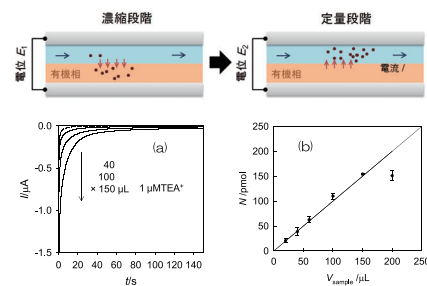 濃縮段階
定量段階
電位 E₁
有機相
電位 E₂
有機相
電流 I
0.0
-0.5
-1.0
-1.5
I/μA
(a)
40
100
× 150 μL 1 μMTEA⁺
0 20 40 60 80 100 120 140
t/s
250
200
150
100
50
0
N/pmol
(b)
0 50 100 150 200 250
Vsample /μL